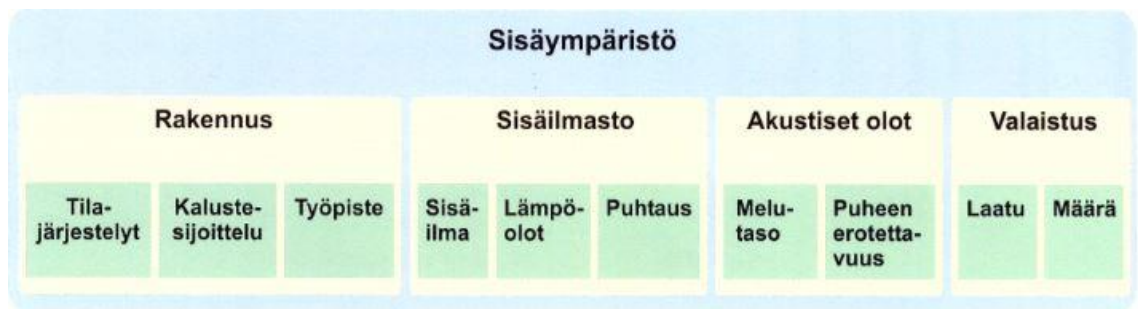 Sisäympäristö
Rakennus
Tila-
järjestelyt
Kaluste-
sijoittelu
Työpiste
Sisäilmasto
Sisä-
ilma
Lämpö-
olot
Puhtaus
Akustiset olot
Melu-
taso
Puheen
erotetta-
vuus
Valaistus
Laatu
Määrä